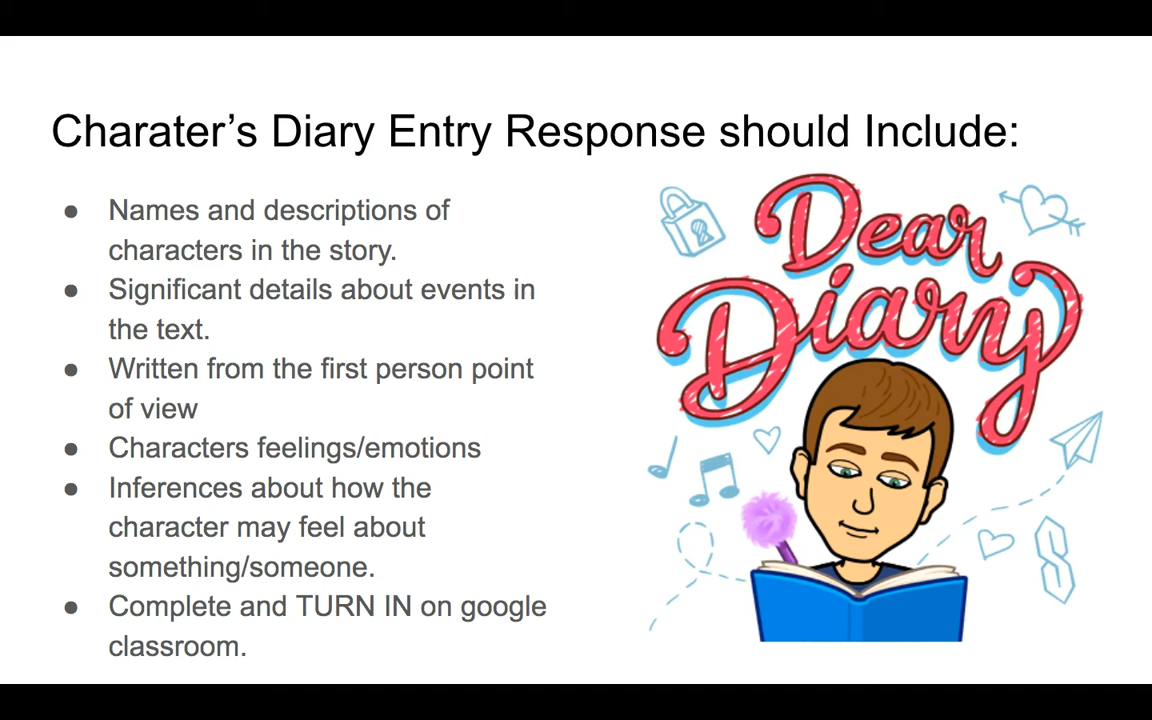 Charater’s Diary Entry Response should Include:
● Names and descriptions of
characters in the story.
● Significant details about events in
the text.
● Written from the first person point
of view
● Characters feelings/emotions
● Inferences about how the
character may feel about
something/someone.
● Complete and TURN IN on google
classroom.
Dear
Diary